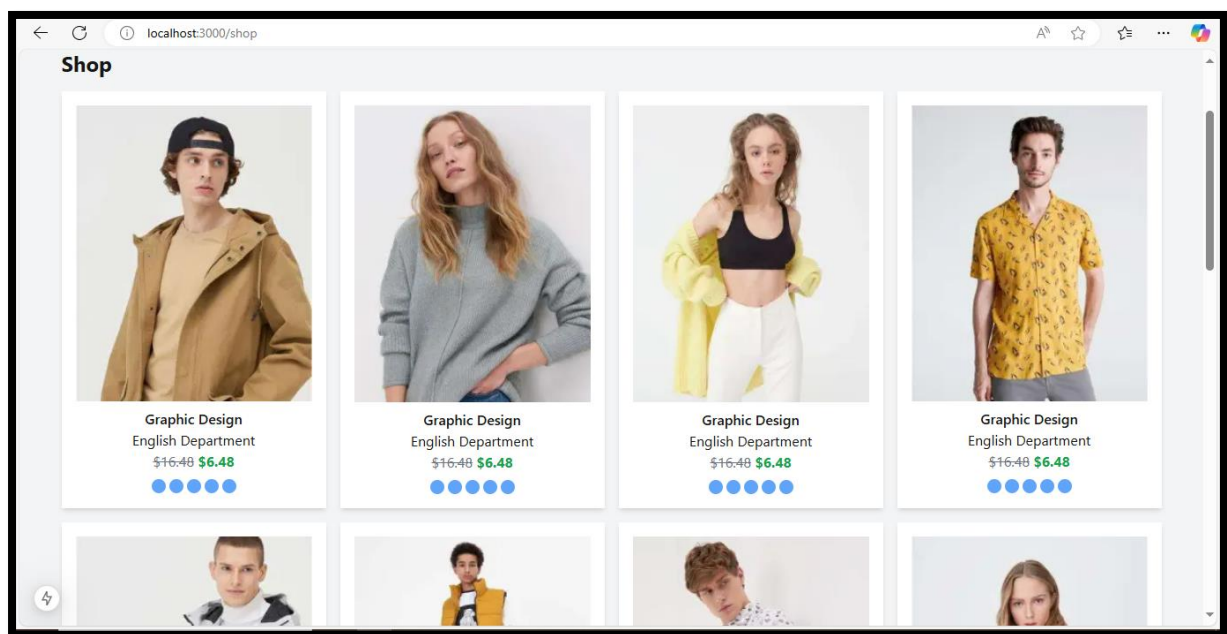 localhost:3000/shop
Shop
Graphic Design
English Department
$16.48 $6.48
Graphic Design
English Department
$16.48 $6.48
Graphic Design
English Department
$16.48 $6.48
Graphic Design
English Department
$16.48 $6.48